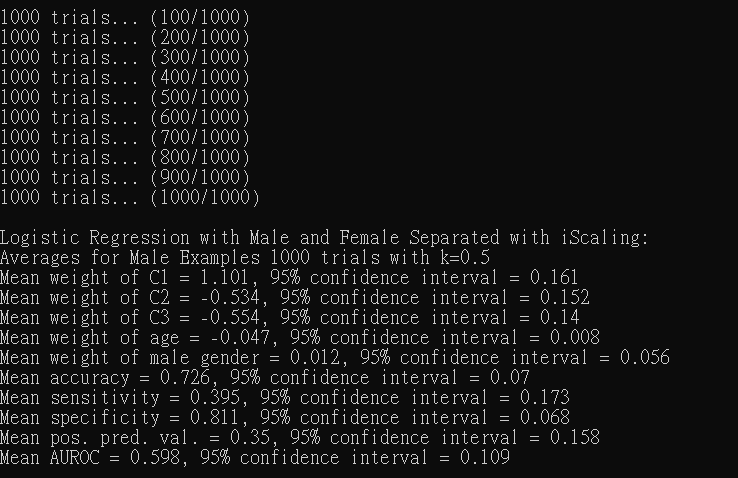 1000 trials... (100/1000)
1000 trials... (200/1000)
1000 trials... (300/1000)
1000 trials... (400/1000)
1000 trials... (500/1000)
1000 trials... (600/1000)
1000 trials... (700/1000)
1000 trials... (800/1000)
1000 trials... (900/1000)
1000 trials... (1000/1000)
Logistic Regression with Male and Female Separated with iScaling:
Averages for Male Examples 1000 trials with k=0.5
Mean weight of C1 = 1.101, 95% confidence interval = 0.161
Mean weight of C2 = -0.534, 95% confidence interval = 0.152
Mean weight of C3 = -0.554, 95% confidence interval = 0.14
Mean weight of age = -0.047, 95% confidence interval = 0.008
Mean weight of male gender = 0.012, 95% confidence interval = 0.056
Mean accuracy = 0.726, 95% confidence interval = 0.07
Mean sensitivity = 0.395, 95% confidence interval = 0.173
Mean specificity = 0.811, 95% confidence interval = 0.068
Mean pos. pred. val. = 0.35, 95% confidence interval = 0.158
Mean AUROC = 0.598, 95% confidence interval = 0.109